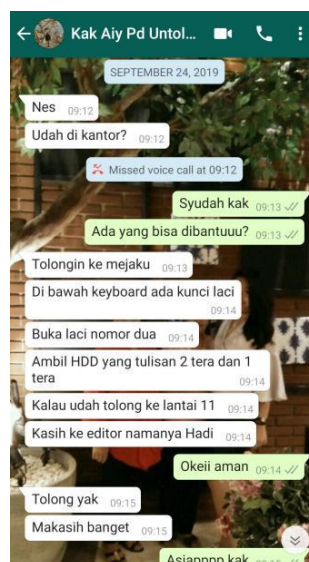 Kak Aiy Pd Untol...
SEPTEMBER 24, 2019
Nes 09:12
Udah di kantor? 09:12
Missed voice call at 09:12
Syudah kak 09:13
Ada yang bisa dibantuuu? 09:13
Tolongin ke mejaku 09:13
Di bawah keyboard ada kunci laci
09:14
Buka laci nomor dua 09:14
Ambil HDD yang tulisan 2 tera dan 1
tera 09:14
Kalau udah tolong ke lantai 11 09:14
Kasih ke editor namanya Hadi 09:14
Okeii aman 09:14
Tolong yak 09:15
Makasih banget 09:15
Asiapppp kak